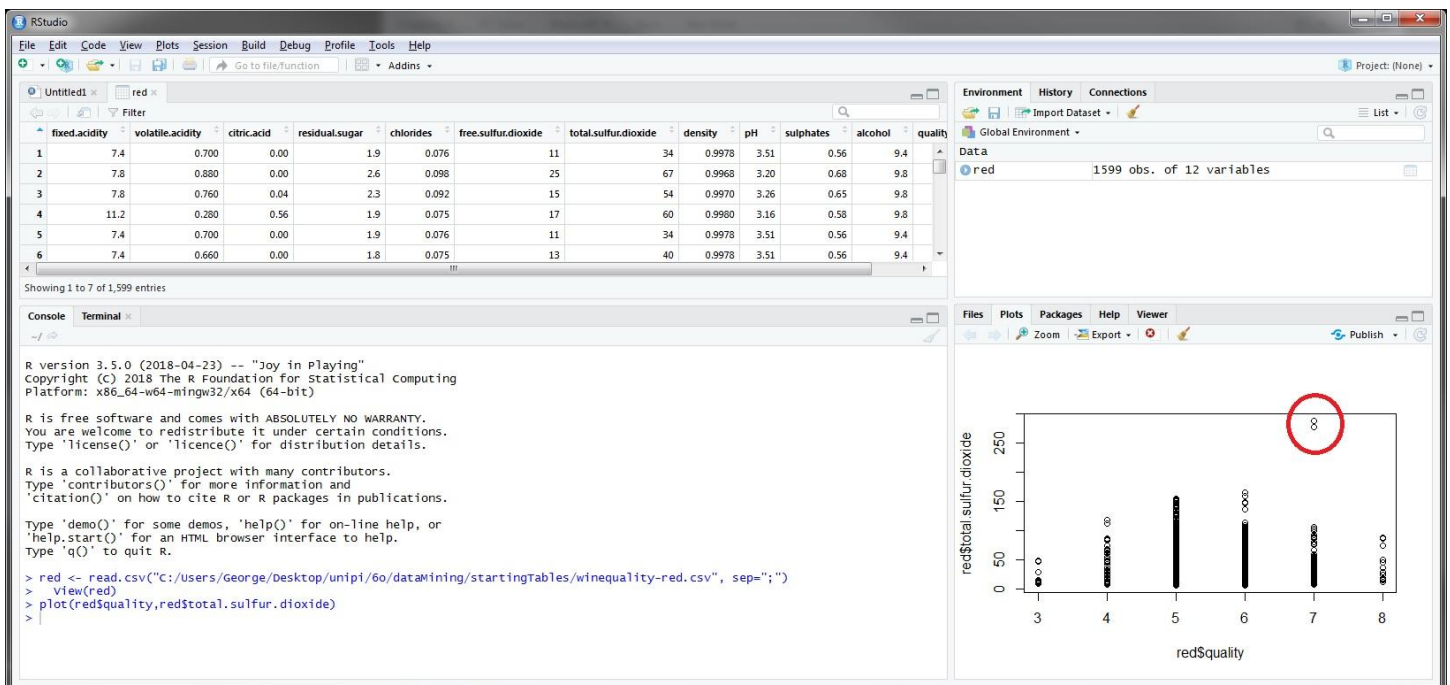 RStudio
File Edit Code View Plots Session Build Debug Profile Tools Help
Go to file/function Addins
Project: (None)
Untitled1 red
Filter
fixed.acidity volatile.acidity citric.acid residual.sugar chlorides free.sulfur.dioxide total.sulfur.dioxide density pH sulphates alcohol quality
1 7.4 0.700 0.00 1.9 0.076 11 34 0.9978 3.51 0.56 9.4
2 7.8 0.880 0.00 2.6 0.098 25 67 0.9968 3.20 0.68 9.8
3 7.8 0.760 0.04 2.3 0.092 15 54 0.9970 3.26 0.65 9.8
4 11.2 0.280 0.56 1.9 0.075 17 60 0.9980 3.16 0.58 9.8
5 7.4 0.700 0.00 1.9 0.076 11 34 0.9978 3.51 0.56 9.4
6 7.4 0.660 0.00 1.8 0.075 13 40 0.9978 3.51 0.56 9.4
Showing 1 to 7 of 1,599 entries
Console Terminal
~/
R version 3.5.0 (2018-04-23) -- "Joy in Playing"
Copyright (C) 2018 The R Foundation for Statistical Computing
Platform: x86_64-w64-mingw32/x64 (64-bit)
R is free software and comes with ABSOLUTELY NO WARRANTY.
You are welcome to redistribute it under certain conditions.
Type 'license()' or 'licence()' for distribution details.
R is a collaborative project with many contributors.
Type 'contributors()' for more information and
'citation()' on how to cite R or R packages in publications.
Type 'demo()' for some demos, 'help()' for on-line help, or
'help.start()' for an HTML browser interface to help.
Type 'q()' to quit R.
> red <- read.csv("C:/Users/George/Desktop/unipi/6o/dataMining/startingTables/winequality-red.csv", sep=";")
> View(red)
> plot(red$quality,red$total.sulfur.dioxide)
>
Environment History Connections
Import Dataset List
Global Environment
Data
red 1599 obs. of 12 variables
Files Plots Packages Help Viewer
Zoom Export Publish
red$total.sulfur.dioxide
250
150
50
0
3 4 5 6 7 8
red$quality